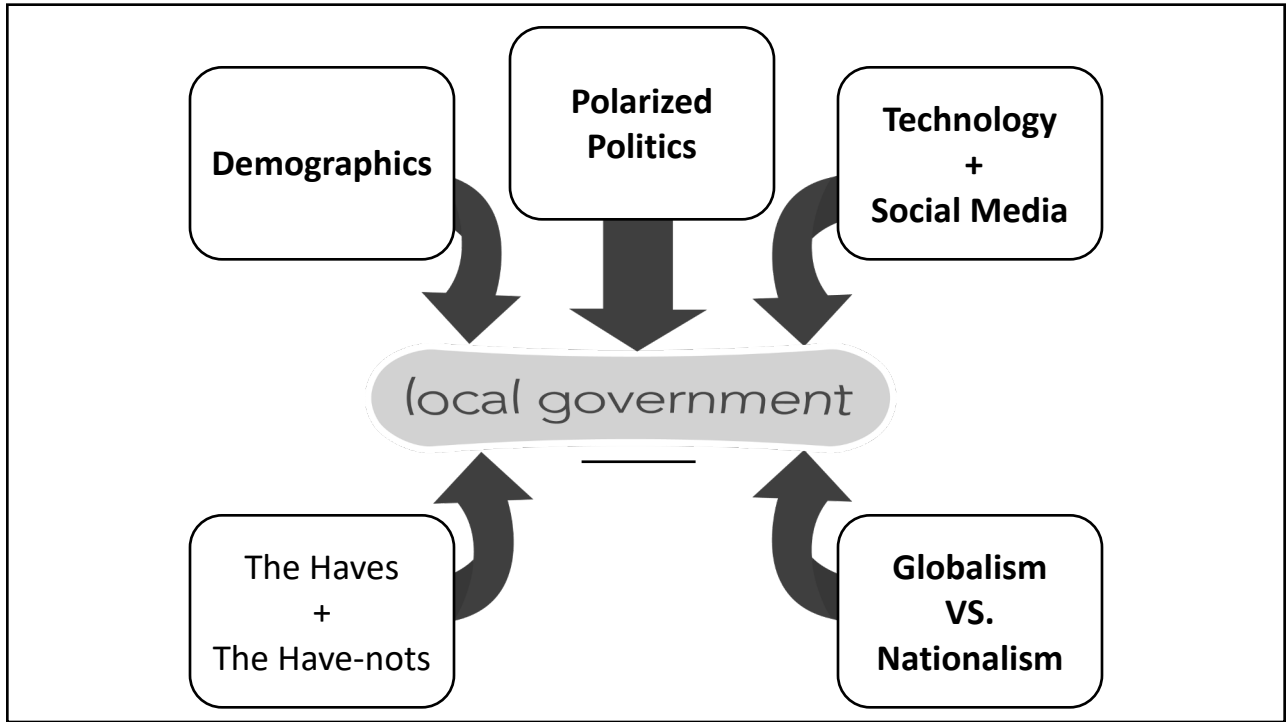 Demographics
Polarized
Politics
Technology
+
Social Media
local government
The Haves
+
The Have-nots
Globalism
VS.
Nationalism